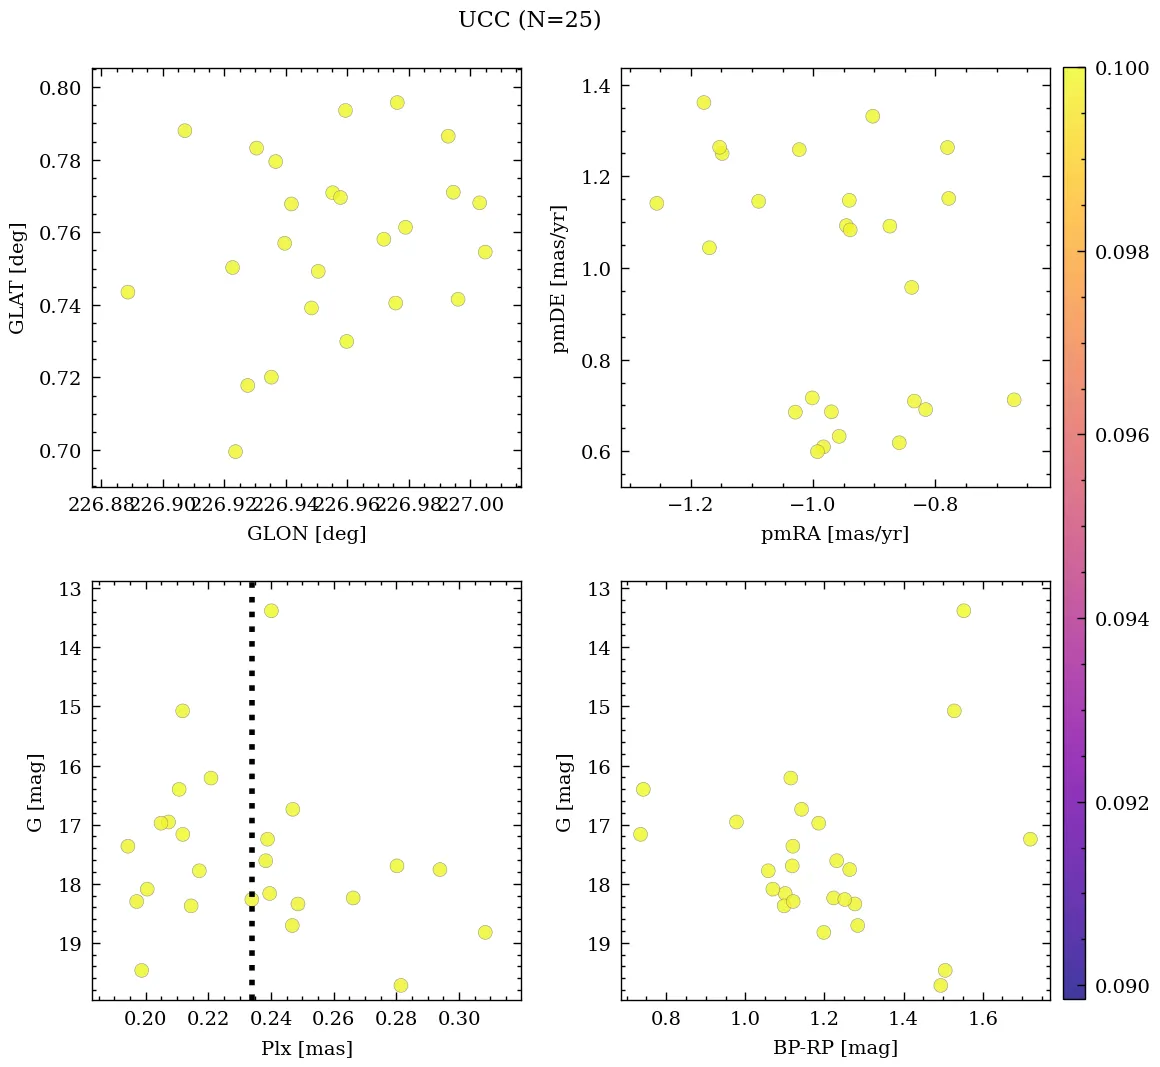 UCC (N=25)
0.80
0.78
0.76
0.74
0.72
0.70
GLAT [deg]
226.88 226.90 226.92 226.94 226.96 226.98 227.00
GLON [deg]
1.4
1.2
1.0
0.8
0.6
pmDE [mas/yr]
−1.2 −1.0 −0.8
pmRA [mas/yr]
13
14
15
16
17
18
19
G [mag]
0.20 0.22 0.24 0.26 0.28 0.30
Plx [mas]
13
14
15
16
17
18
19
G [mag]
0.8 1.0 1.2 1.4 1.6
BP-RP [mag]
0.100
0.098
0.096
0.094
0.092
0.090